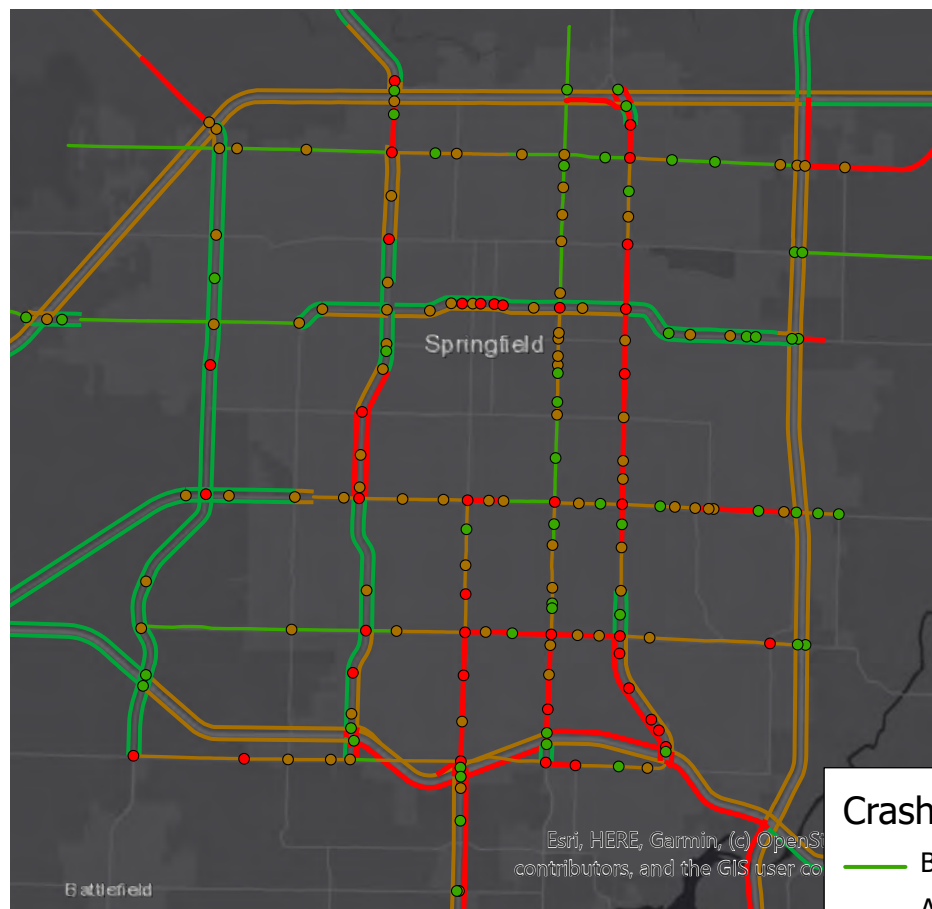 Springfield
Esri, HERE, Garmin, (c) OpenSt
contributors, and the GIS user co
Crash
B
A
Battlefield